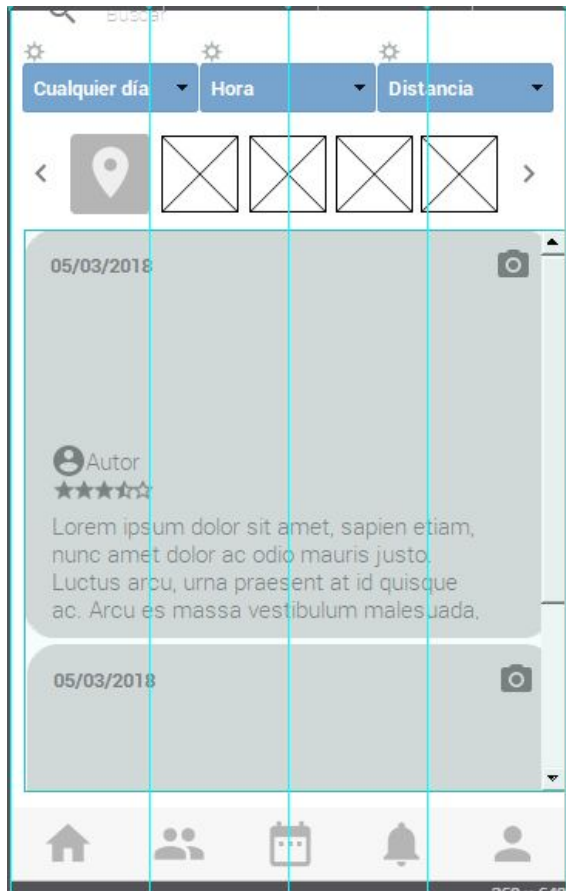 Buscar
Cualquier día
Hora
Distancia
05/03/2018
Autor
Lorem ipsum dolor sit amet, sapien etiam,
nunc amet dolor ac odio mauris justo.
Luctus arcu, urna praesent at id quisque
ac. Arcu es massa vestibulum malesuada,
05/03/2018